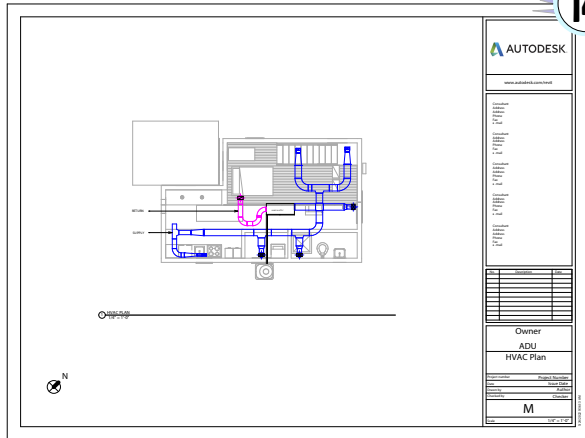 14
AUTODESK
www.autodesk.com/revit
Consultant
Address
Address
Phone
Fax
e-mail
Consultant
Address
Address
Phone
Fax
e-mail
Consultant
Address
Address
Phone
Fax
e-mail
Consultant
Address
Address
Phone
Fax
e-mail
Consultant
Address
Address
Phone
Fax
e-mail
RETURN
SUPPLY
1
HVAC PLAN
1/4" = 1'-0"
N
No. Description Date
Owner
ADU
HVAC Plan
Project number Project Number
Date Issue Date
Drawn by Author
Checked by Checker
M
Scale 1/4" = 1'-0"